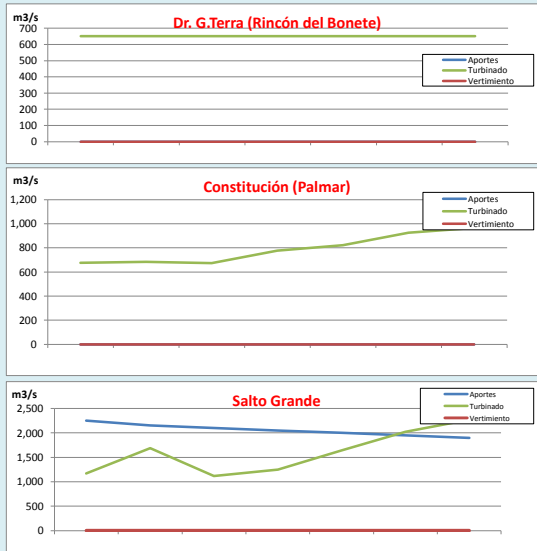 m3/s
Dr. G.Terra (Rincón del Bonete)
700
600
500
400
300
200
100
0
Aportes
Turbinado
Vertimiento
m3/s
Constitución (Palmar)
1,200
1,000
800
600
400
200
0
Aportes
Turbinado
Vertimiento
m3/s
Salto Grande
2,500
2,000
1,500
1,000
500
0
Aportes
Turbinado
Vertimiento